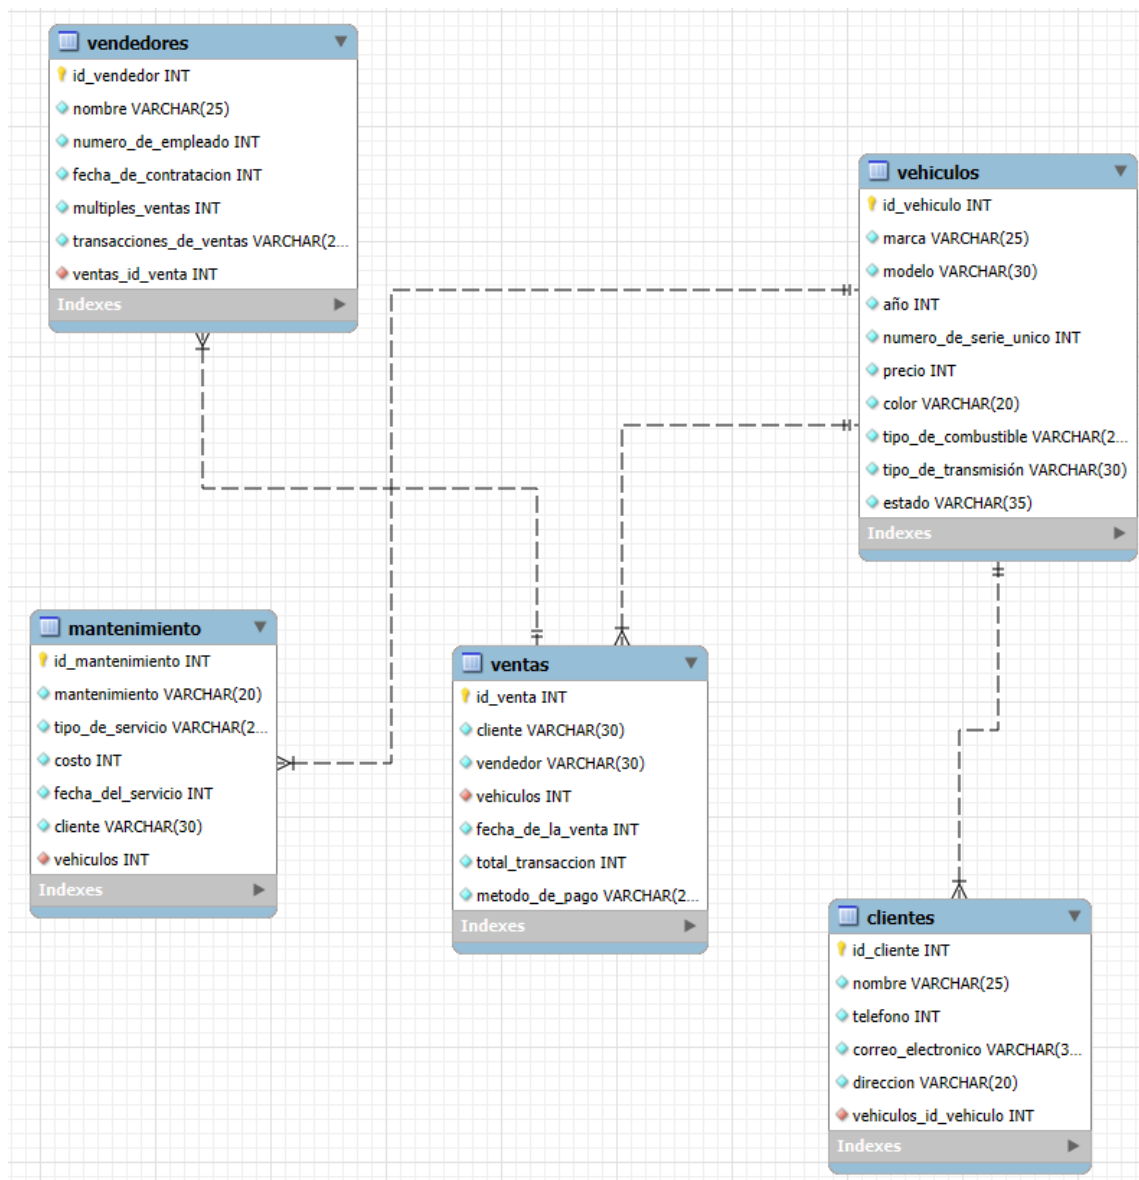 vendedores
id_vendedor INT
nombre VARCHAR(25)
numero_de_empleado INT
fecha_de_contratacion INT
multiples_ventas INT
transacciones_de_ventas VARCHAR(2...
ventas_id_venta INT
Indexes
vehiculos
id_vehiculo INT
marca VARCHAR(25)
modelo VARCHAR(30)
año INT
numero_de_serie_unico INT
precio INT
color VARCHAR(20)
tipo_de_combustible VARCHAR(2...
tipo_de_transmisión VARCHAR(30)
estado VARCHAR(35)
Indexes
mantenimiento
id_mantenimiento INT
mantenimiento VARCHAR(20)
tipo_de_servicio VARCHAR(2...
costo INT
fecha_del_servicio INT
cliente VARCHAR(30)
vehiculos INT
Indexes
ventas
id_venta INT
cliente VARCHAR(30)
vendedor VARCHAR(30)
vehiculos INT
fecha_de_la_venta INT
total_transaccion INT
metodo_de_pago VARCHAR(2...
Indexes
clientes
id_cliente INT
nombre VARCHAR(25)
telefono INT
correo_electronico VARCHAR(3...
direccion VARCHAR(20)
vehiculos_id_vehiculo INT
Indexes